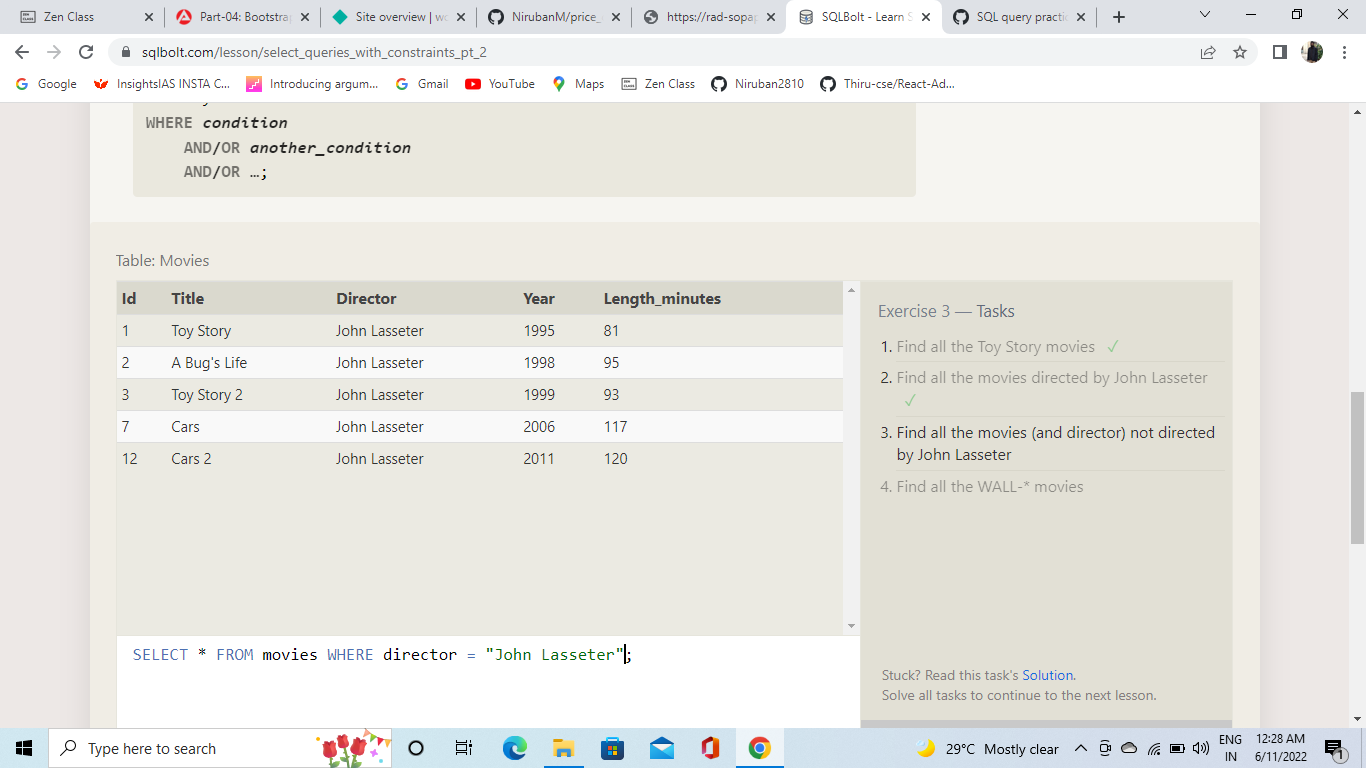 Zen Class
Part-04: Bootstrap
Site overview | wo
NirubanM/price_
https://rad-sopap
SQLBolt - Learn S
SQL query practic
sqlbolt.com/lesson/select_queries_with_constraints_pt_2
Google
InsightsIAS INSTA C...
Introducing argum...
Gmail
YouTube
Maps
Zen Class
Niruban2810
Thiru-cse/React-Ad...
WHERE condition
AND/OR another_condition
AND/OR …;
Table: Movies
Id Title Director Year Length_minutes
1 Toy Story John Lasseter 1995 81
2 A Bug's Life John Lasseter 1998 95
3 Toy Story 2 John Lasseter 1999 93
7 Cars John Lasseter 2006 117
12 Cars 2 John Lasseter 2011 120
SELECT * FROM movies WHERE director = "John Lasseter";
Exercise 3 — Tasks
1. Find all the Toy Story movies ✓
2. Find all the movies directed by John Lasseter
✓
3. Find all the movies (and director) not directed
by John Lasseter
4. Find all the WALL-* movies
Stuck? Read this task's Solution.
Solve all tasks to continue to the next lesson.
Type here to search
29°C Mostly clear
ENG
IN
12:28 AM
6/11/2022
1